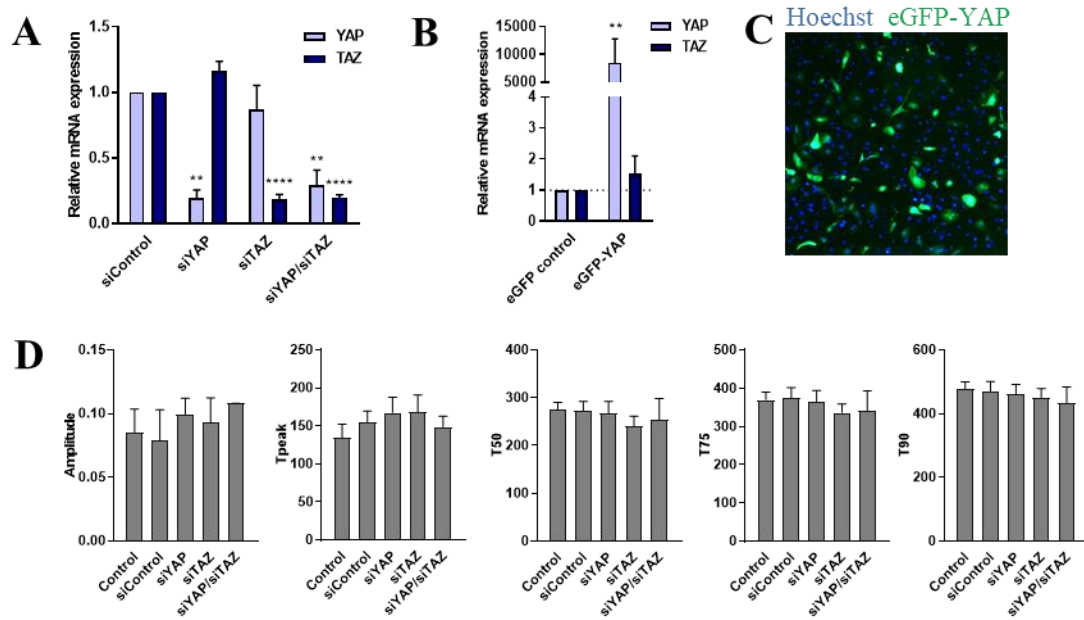 A
Relative mRNA expression
1.5
1.0
0.5
0.0
YAP
TAZ
**
****
**
****
siControl
siYAP
siTAZ
siYAP/siTAZ
B
Relative mRNA expression
15000
10000
5000
4
3
2
1
0
**
YAP
TAZ
eGFP control
eGFP-YAP
C
Hoechst eGFP-YAP
D
Amplitude
0.15
0.10
0.05
0.00
Control
siControl
siYAP
siTAZ
siYAP/siTAZ
Tpeak
250
200
150
100
50
0
Control
siControl
siYAP
siTAZ
siYAP/siTAZ
T50
400
300
200
100
0
Control
siControl
siYAP
siTAZ
siYAP/siTAZ
T75
500
400
300
200
100
0
Control
siControl
siYAP
siTAZ
siYAP/siTAZ
T90
600
400
200
0
Control
siControl
siYAP
siTAZ
siYAP/siTAZ